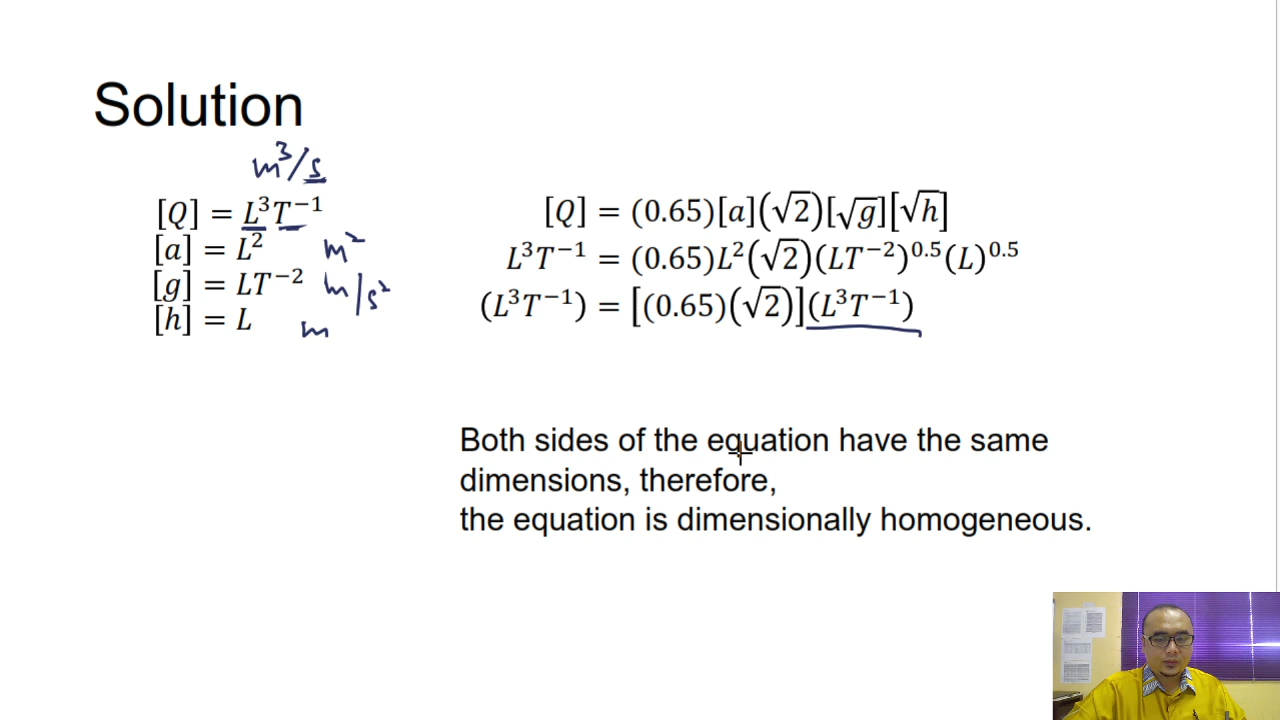 Solution
m³/s
[Q] = L³T⁻¹
[a] = L² m²
[g] = LT⁻² m/s²
[h] = L m
[Q] = (0.65)[a](√2)[√g][√h]
L³T⁻¹ = (0.65)L²(√2)(LT⁻²)⁰·⁵(L)⁰·⁵
(L³T⁻¹) = [(0.65)(√2)](L³T⁻¹)
Both sides of the equation have the same
dimensions, therefore,
the equation is dimensionally homogeneous.